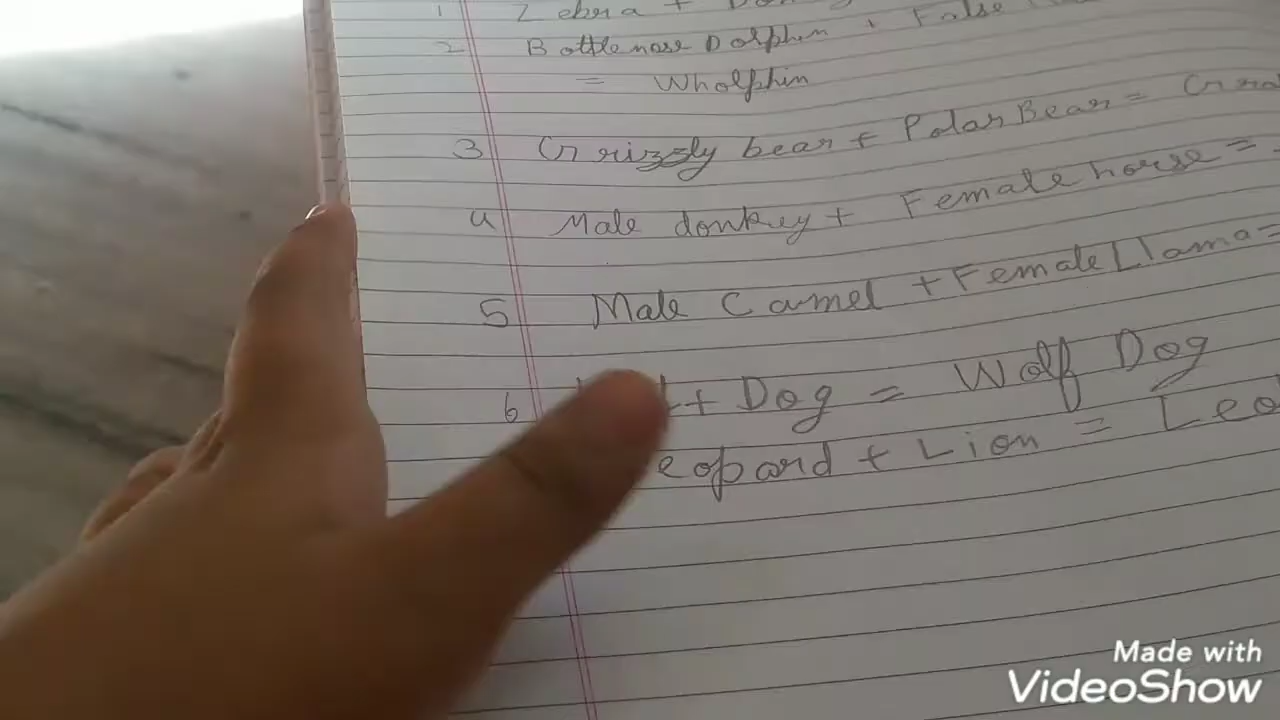 1 Zebra +
2 Bottlenose Dolphin + False
= Wholphin
3 Grizzly bear + Polar Bear =
4 Male donkey + Female horse =
5 Male Camel + Female Llama =
6 + Dog = Wolf Dog
eopard + Lion = Leo
Made with
VideoShow